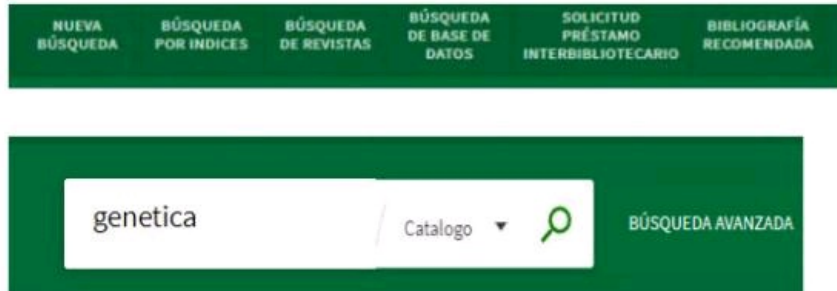 NUEVA
BÚSQUEDA
BÚSQUEDA
POR INDICES
BÚSQUEDA
DE REVISTAS
BÚSQUEDA
DE BASE DE
DATOS
SOLICITUD
PRÉSTAMO
INTERBIBLIOTECARIO
BIBLIOGRAFÍA
RECOMENDADA
genetica
Catalogo
BÚSQUEDA AVANZADA